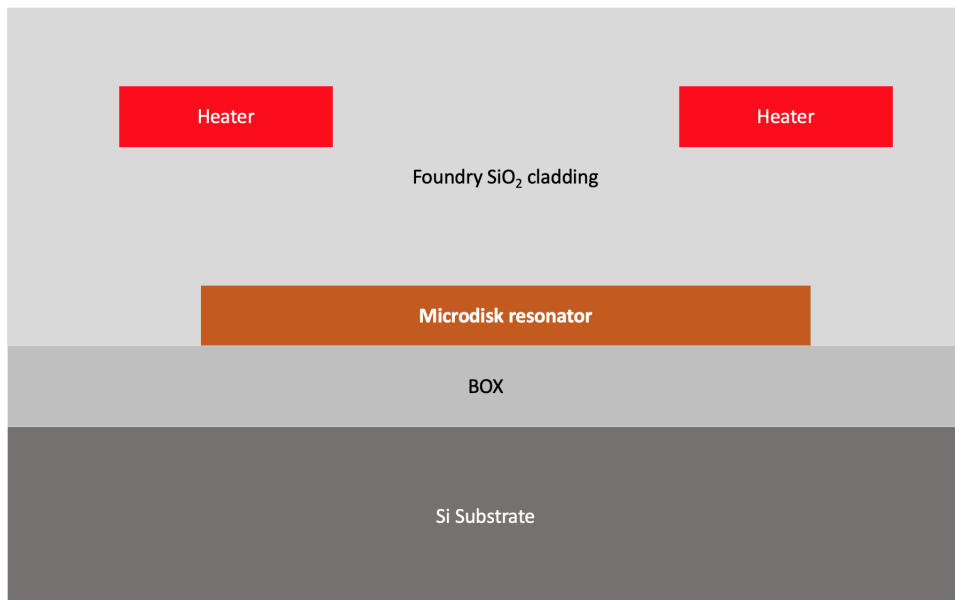 Heater
Heater
Foundry SiO₂ cladding
Microdisk resonator
BOX
Si Substrate